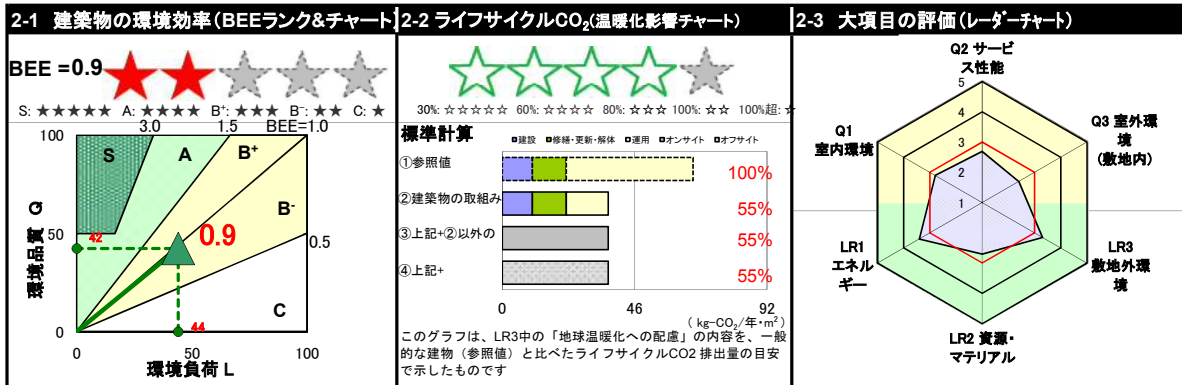 2-1 建築物の環境効率(BEEランク&チャート)
BEE =0.9
S: ★★★★★ A: ★★★★ B⁺: ★★★ B⁻: ★★ C: ★
3.0 1.5 BEE=1.0
100
S A B⁺
B⁻
0.9
0.5
50
42
環境品質 Q
C
0
44
0 50 100
環境負荷 L
2-2 ライフサイクルCO₂(温暖化影響チャート)
30%: ☆☆☆☆☆ 60%: ☆☆☆☆ 80%: ☆☆☆ 100%: ☆☆ 100%超: ☆
標準計算
■建設 ■修繕・更新・解体 □運用 ■オンサイト ■オフサイト
①参照値 100%
②建築物の取組み 55%
③上記+②以外の 55%
④上記+ 55%
0 46 92
( kg-CO₂/年・m² )
このグラフは、LR3中の「地球温暖化への配慮」の内容を、一般
的な建物(参照値)と比べたライフサイクルCO2 排出量の目安
で示したものです
2-3 大項目の評価(レーダーチャート)
Q2 サービ
ス性能
5
4
3
2
1
Q1
室内環境
Q3 室外環
境
(敷地内)
LR1
エネル
ギー
LR3
敷地外環
境
LR2 資源・
マテリアル